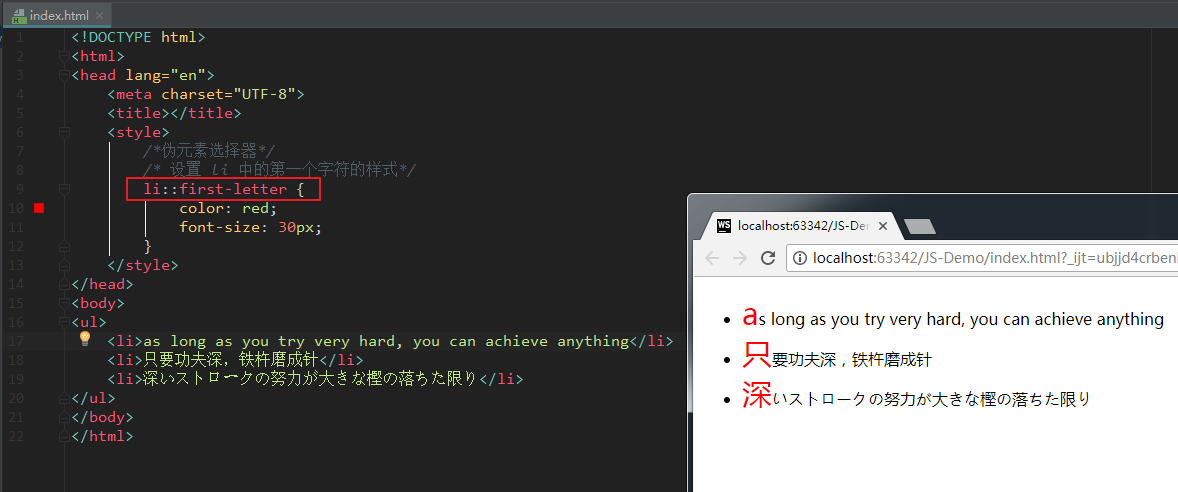 index.html
1 <!DOCTYPE html>
2 <html>
3 <head lang="en">
4 <meta charset="UTF-8">
5 <title></title>
6 <style>
7 /*伪元素选择器*/
8 /* 设置 li 中的第一个字符的样式*/
9 li::first-letter {
10 color: red;
11 font-size: 30px;
12 }
13 </style>
14 </head>
15 <body>
16 <ul>
17 <li>as long as you try very hard, you can achieve anything</li>
18 <li>只要功夫深，铁杵磨成针</li>
19 <li>深いストロークの努力が大きな樫の落ちた限り</li>
20 </ul>
21 </body>
22 </html>
WS localhost:63342/JS-Der
localhost:63342/JS-Demo/index.html?_ijt=ubjjd4crben
as long as you try very hard, you can achieve anything
只要功夫深，铁杵磨成针
深いストロークの努力が大きな樫の落ちた限り